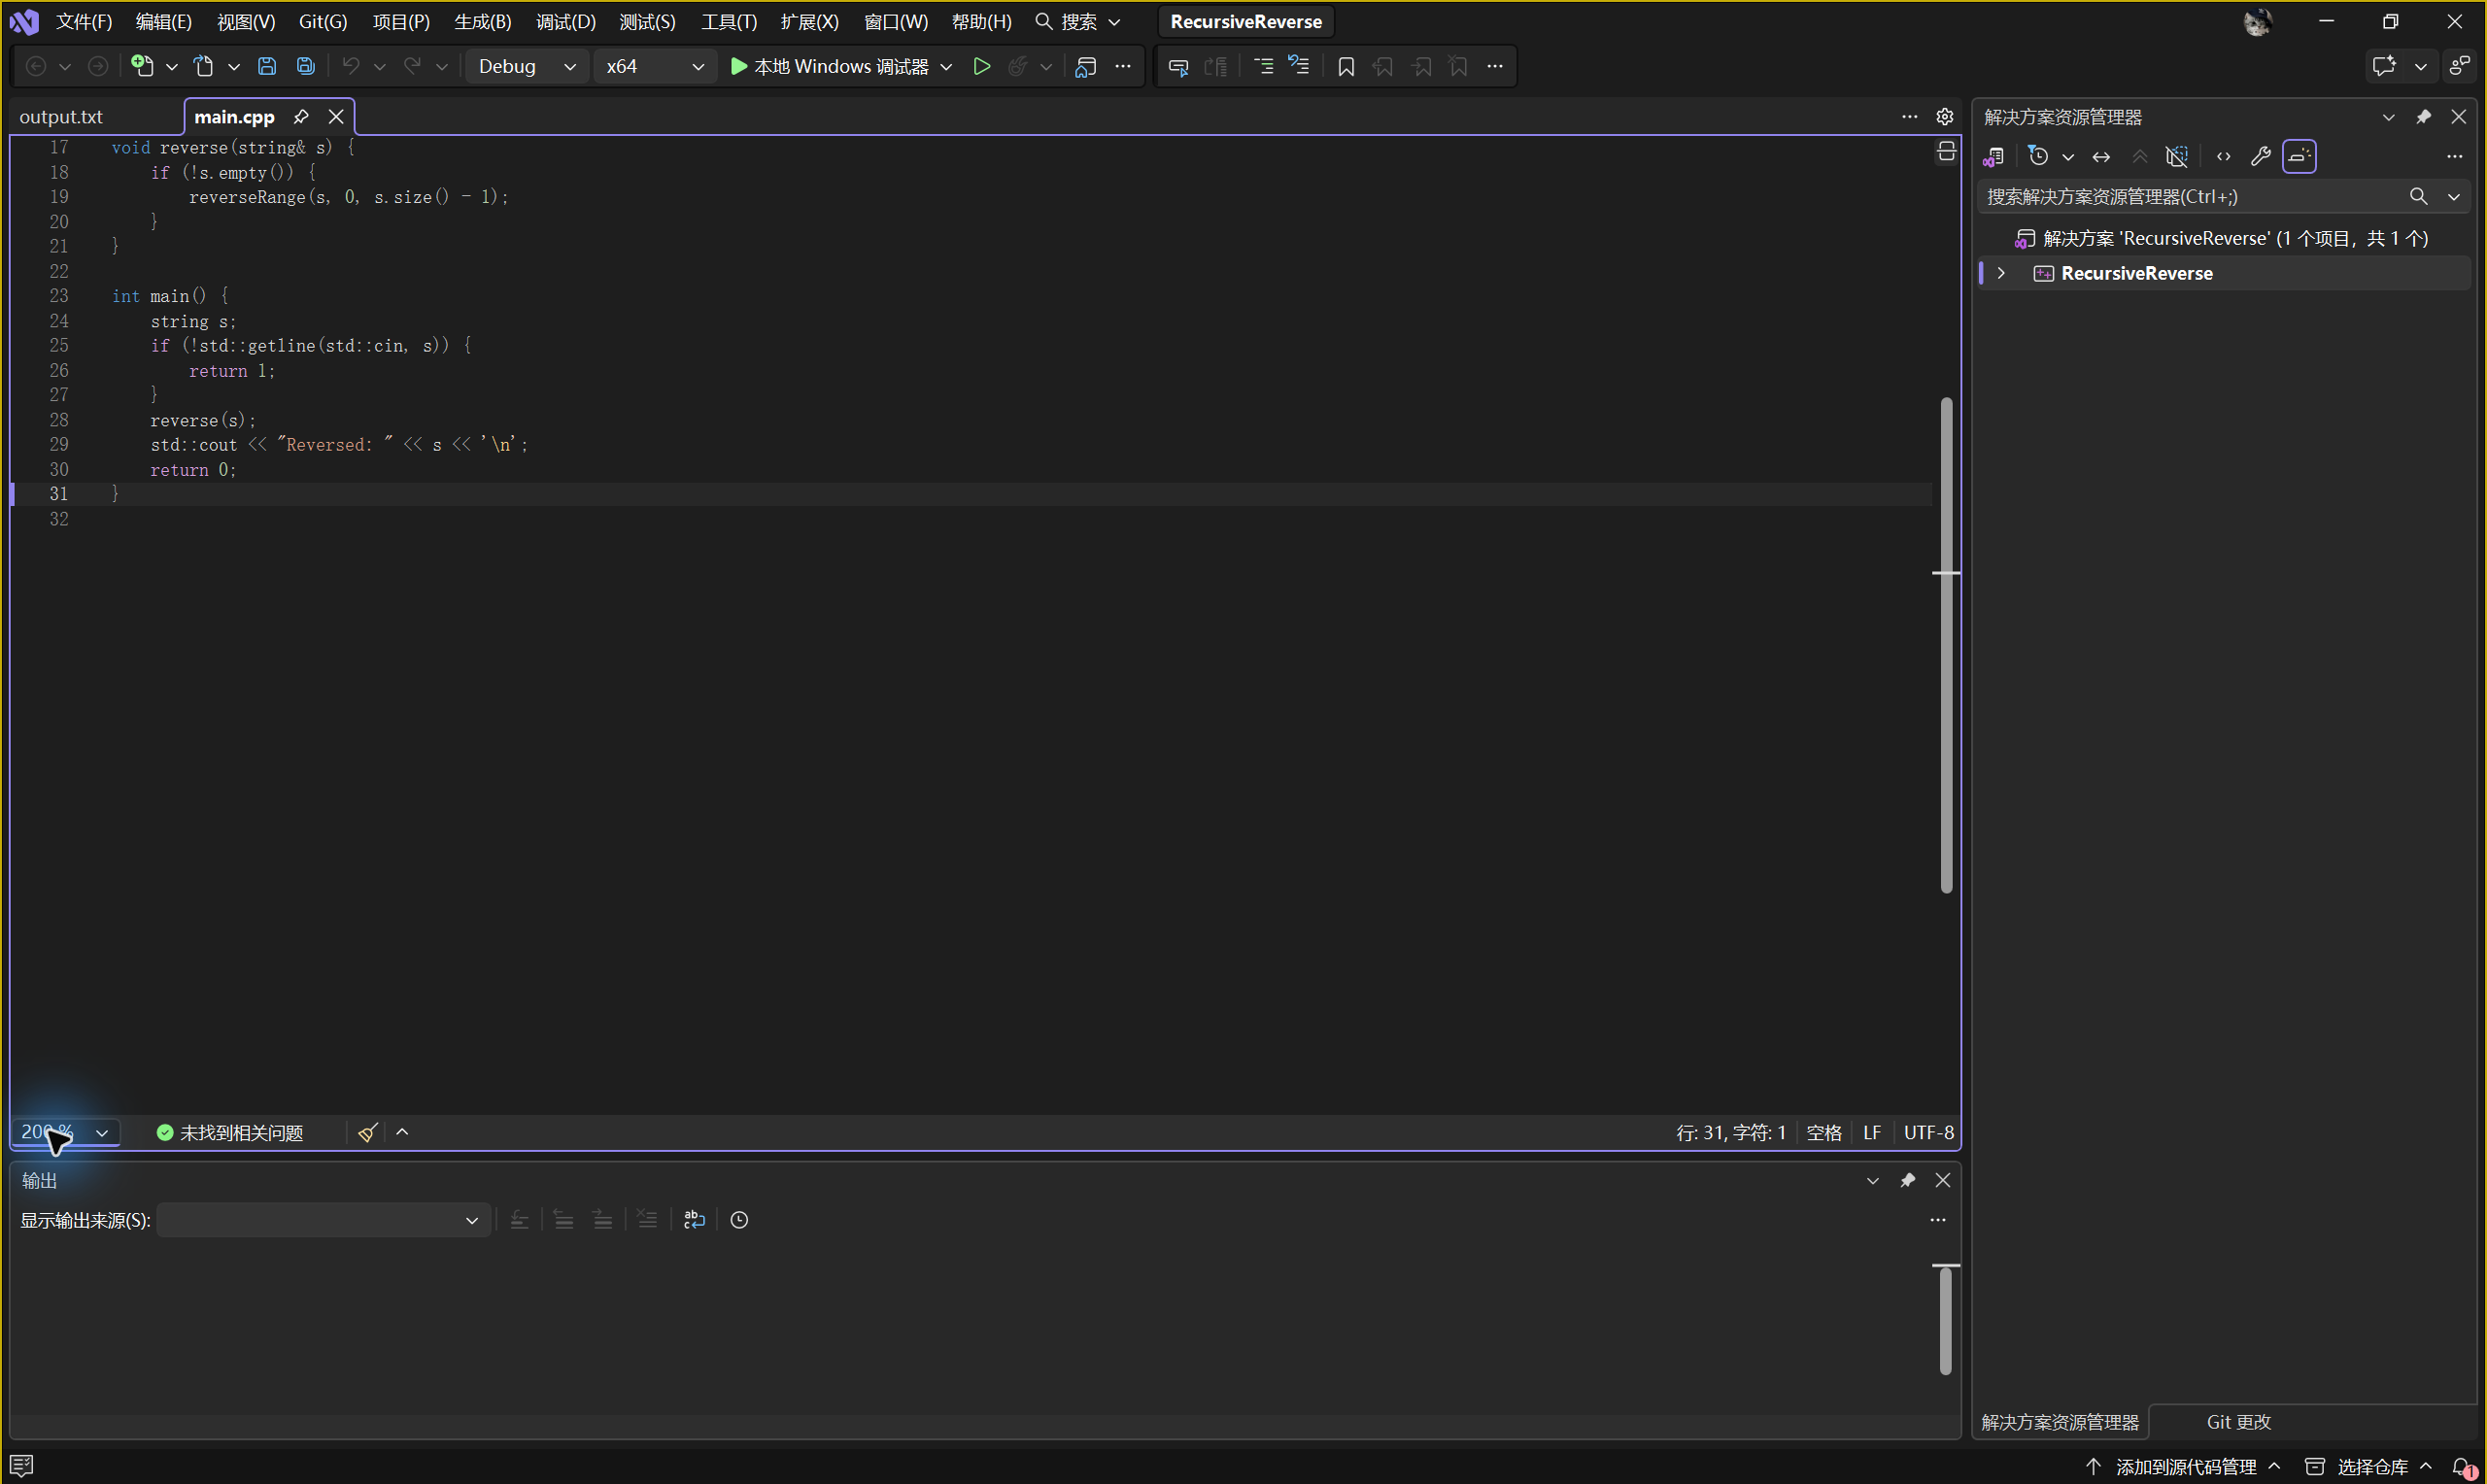 文件(F) 编辑(E) 视图(V) Git(G) 项目(P) 生成(B) 调试(D) 测试(S) 工具(T) 扩展(X) 窗口(W) 帮助(H) 搜索 RecursiveReverse
Debug x64 本地 Windows 调试器
output.txt main.cpp
17 void reverse(string& s) {
18 if (!s.empty()) {
19 reverseRange(s, 0, s.size() - 1);
20 }
21 }
22
23 int main() {
24 string s;
25 if (!std::getline(std::cin, s)) {
26 return 1;
27 }
28 reverse(s);
29 std::cout << "Reversed: " << s << '\n';
30 return 0;
31 }
32
200 % 未找到相关问题 行: 31, 字符: 1 空格 LF UTF-8
输出
显示输出来源(S):
解决方案资源管理器
搜索解决方案资源管理器(Ctrl+;)
解决方案 'RecursiveReverse' (1 个项目，共 1 个)
RecursiveReverse
解决方案资源管理器 Git 更改
添加到源代码管理 选择仓库 1